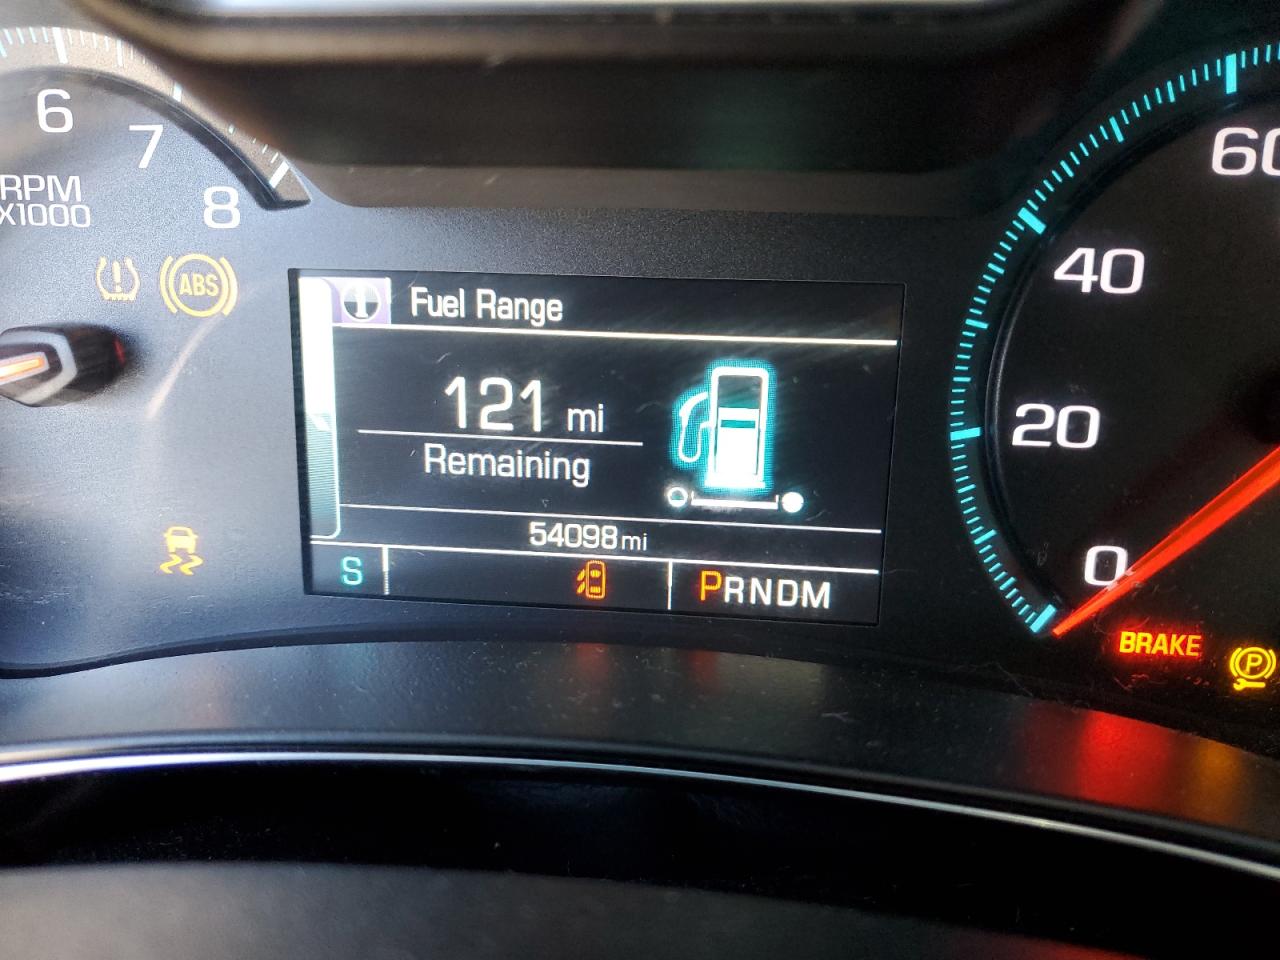 6
7
8
RPM
X1000
ABS
Fuel Range
121 mi
Remaining
54098 mi
S
PRNDM
60
40
20
0
BRAKE
P